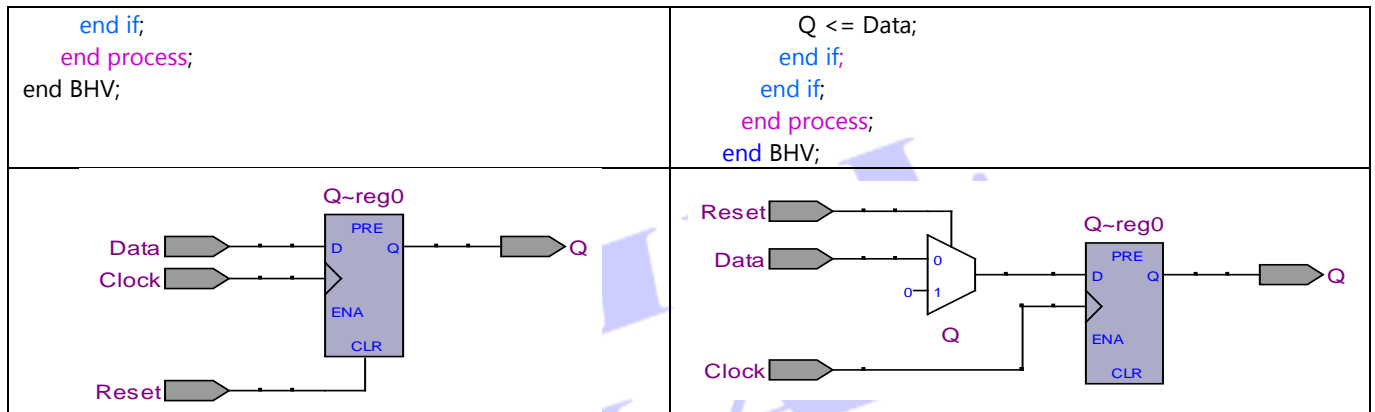 end if;
end process;
end BHV;
Q <= Data;
end if;
end if;
end process;
end BHV;
Q~reg0
PRE
Data
D
Q
Q
Clock
ENA
CLR
Reset
Reset
Q~reg0
PRE
Data
0
D
Q
Q
0
1
Q
ENA
Clock
CLR